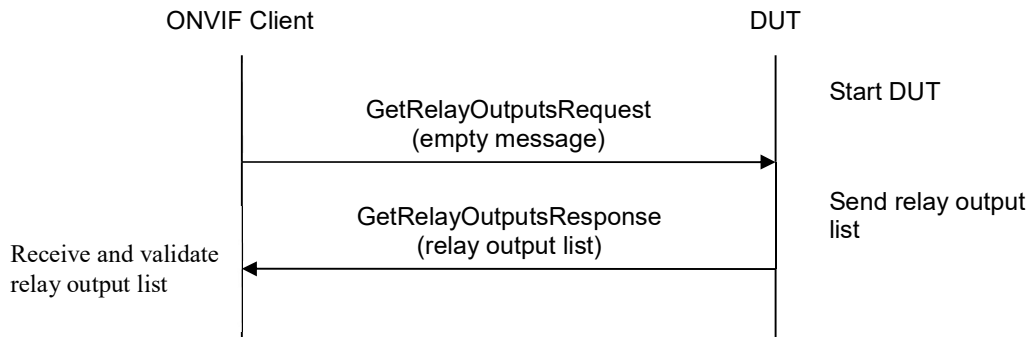 ONVIF Client
DUT
Start DUT
GetRelayOutputsRequest
(empty message)
Send relay output
list
GetRelayOutputsResponse
(relay output list)
Receive and validate
relay output list